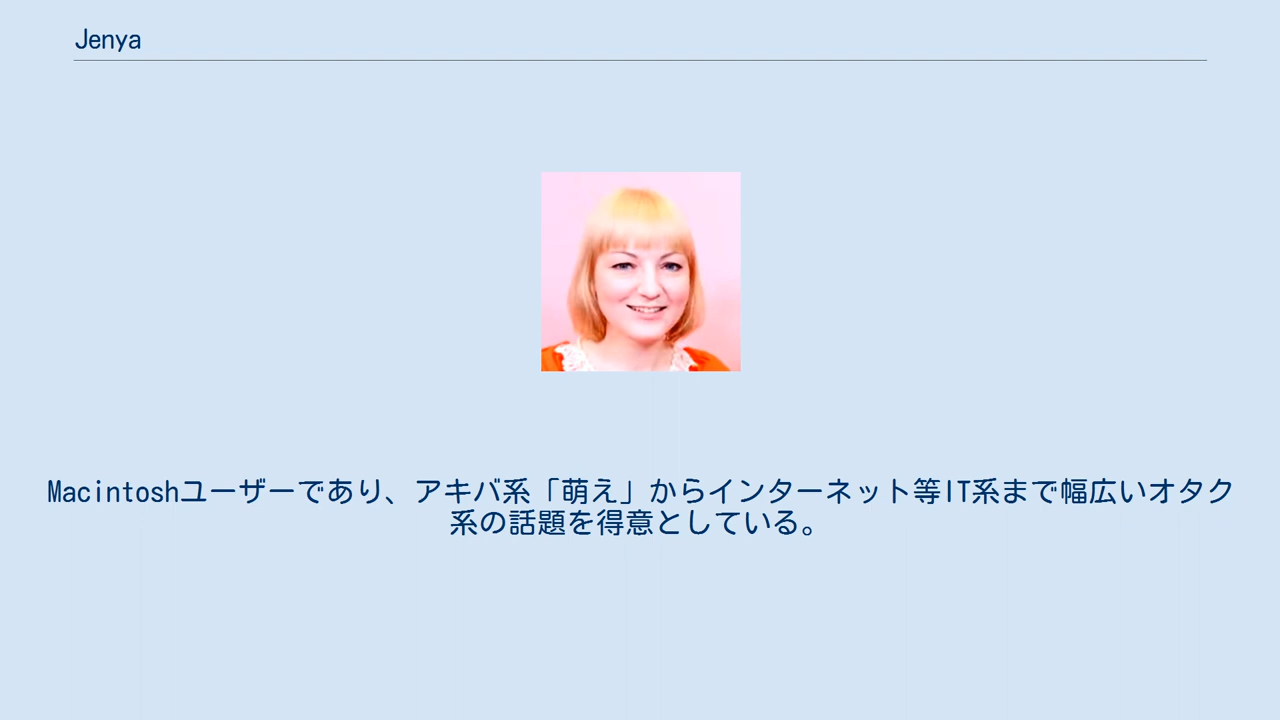 Jenya
Macintoshユーザーであり、アキバ系「萌え」からインターネット等IT系まで幅広いオタク
系の話題を得意としている。